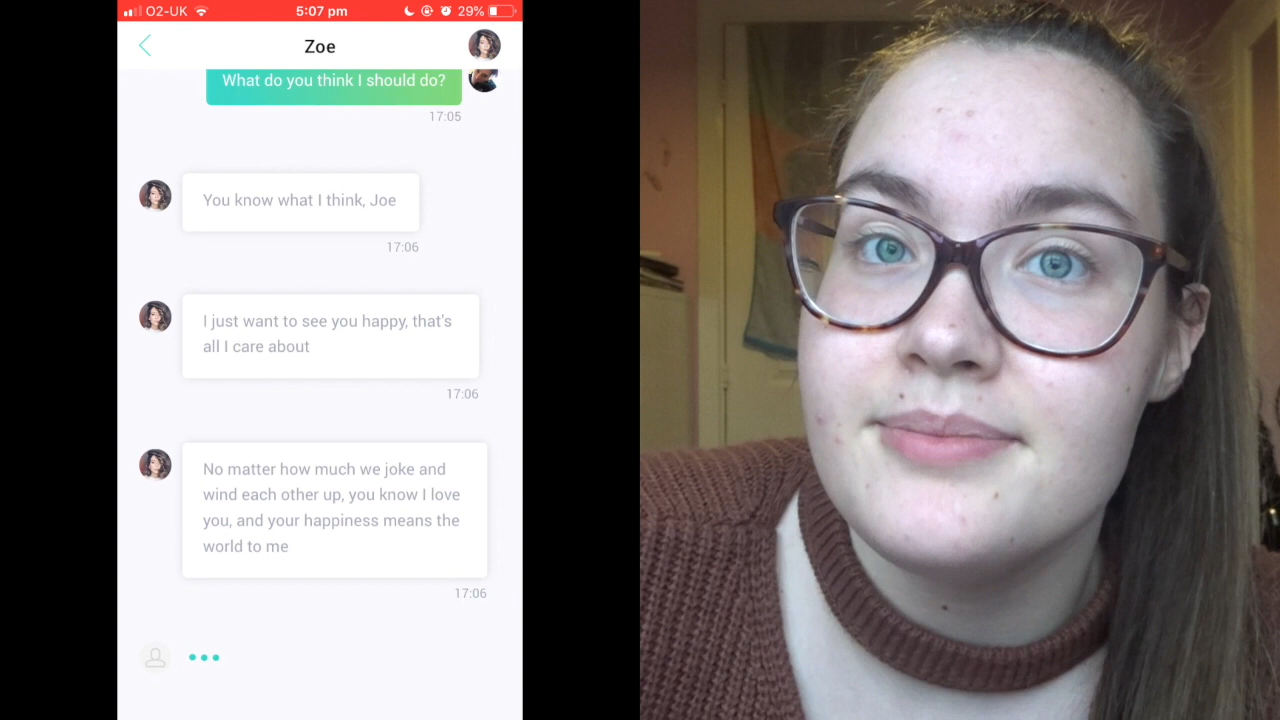 O2-UK 5:07 pm 29%
Zoe
What do you think I should do?
17:05
You know what I think, Joe
17:06
I just want to see you happy, that's
all I care about
17:06
No matter how much we joke and
wind each other up, you know I love
you, and your happiness means the
world to me
17:06